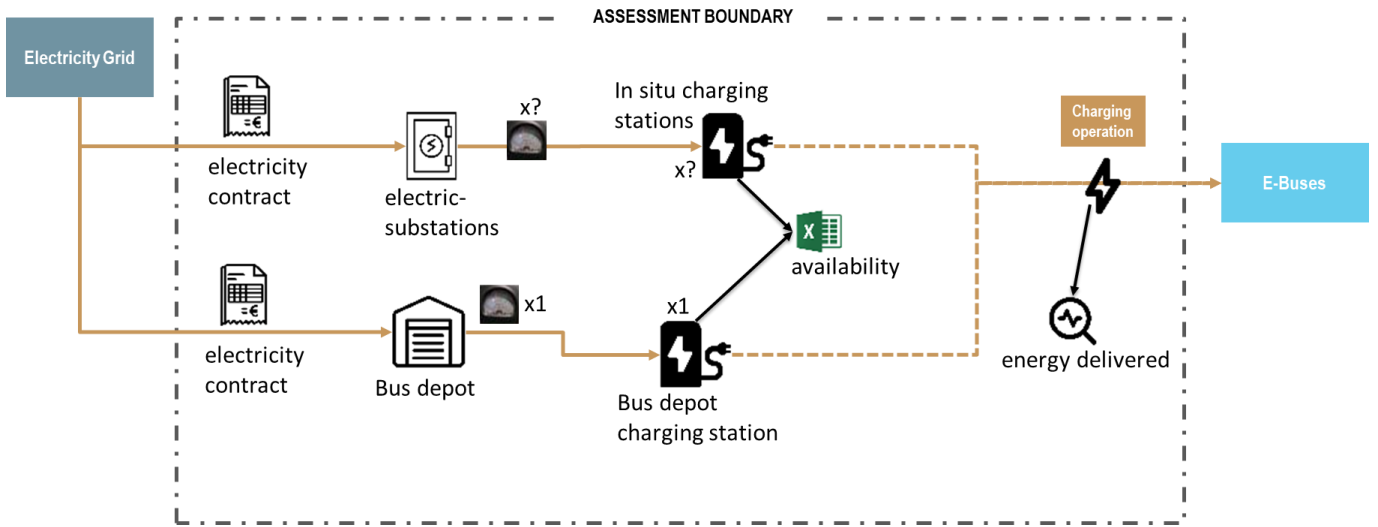 ASSESSMENT BOUNDARY
Electricity Grid
=€
electricity
contract
electric-
substations
x?
In situ charging
stations
x?
Charging
operation
E-Buses
X
availability
=€
electricity
contract
Bus depot
x1
x1
Bus depot
charging station
energy delivered